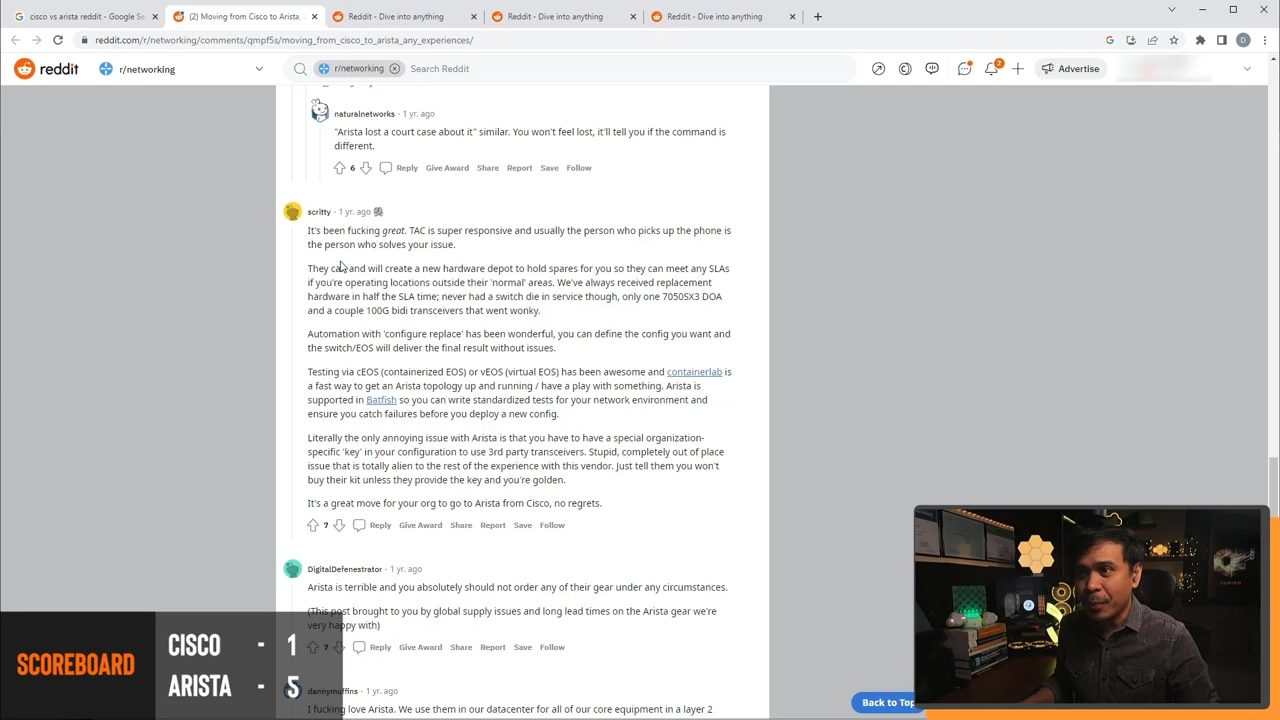 cisco vs arista reddit - Google Se
(2) Moving from Cisco to Arista,
Reddit - Dive into anything
Reddit - Dive into anything
Reddit - Dive into anything
reddit.com/r/networking/comments/qmpf5s/moving_from_cisco_to_arista_any_experiences/
reddit
r/networking
r/networking
Search Reddit
2
Advertise
naturalnetworks · 1 yr. ago
"Arista lost a court case about it" similar. You won't feel lost, it'll tell you if the command is
different.
6
Reply Give Award Share Report Save Follow
scritty · 1 yr. ago
It's been fucking great. TAC is super responsive and usually the person who picks up the phone is
the person who solves your issue.
They can and will create a new hardware depot to hold spares for you so they can meet any SLAs
if you're operating locations outside their 'normal' areas. We've always received replacement
hardware in half the SLA time; never had a switch die in service though, only one 7050SX3 DOA
and a couple 100G bidi transceivers that went wonky.
Automation with 'configure replace' has been wonderful, you can define the config you want and
the switch/EOS will deliver the final result without issues.
Testing via cEOS (containerized EOS) or vEOS (virtual EOS) has been awesome and containerlab is
a fast way to get an Arista topology up and running / have a play with something. Arista is
supported in Batfish so you can write standardized tests for your network environment and
ensure you catch failures before you deploy a new config.
Literally the only annoying issue with Arista is that you have to have a special organization-
specific 'key' in your configuration to use 3rd party transceivers. Stupid, completely out of place
issue that is totally alien to the rest of the experience with this vendor. Just tell them you won't
buy their kit unless they provide the key and you're golden.
It's a great move for your org to go to Arista from Cisco, no regrets.
7
Reply Give Award Share Report Save Follow
DigitalDefenestrator · 1 yr. ago
Arista is terrible and you absolutely should not order any of their gear under any circumstances.
(This post brought to you by global supply issues and long lead times on the Arista gear we're
very happy with)
7
Reply Give Award Share Report Save Follow
dannymuffins · 1 yr. ago
I fucking love Arista. We use them in our datacenter for all of our core equipment in a layer 2
Back to Top
SCOREBOARD
CISCO - 1
ARISTA - 5